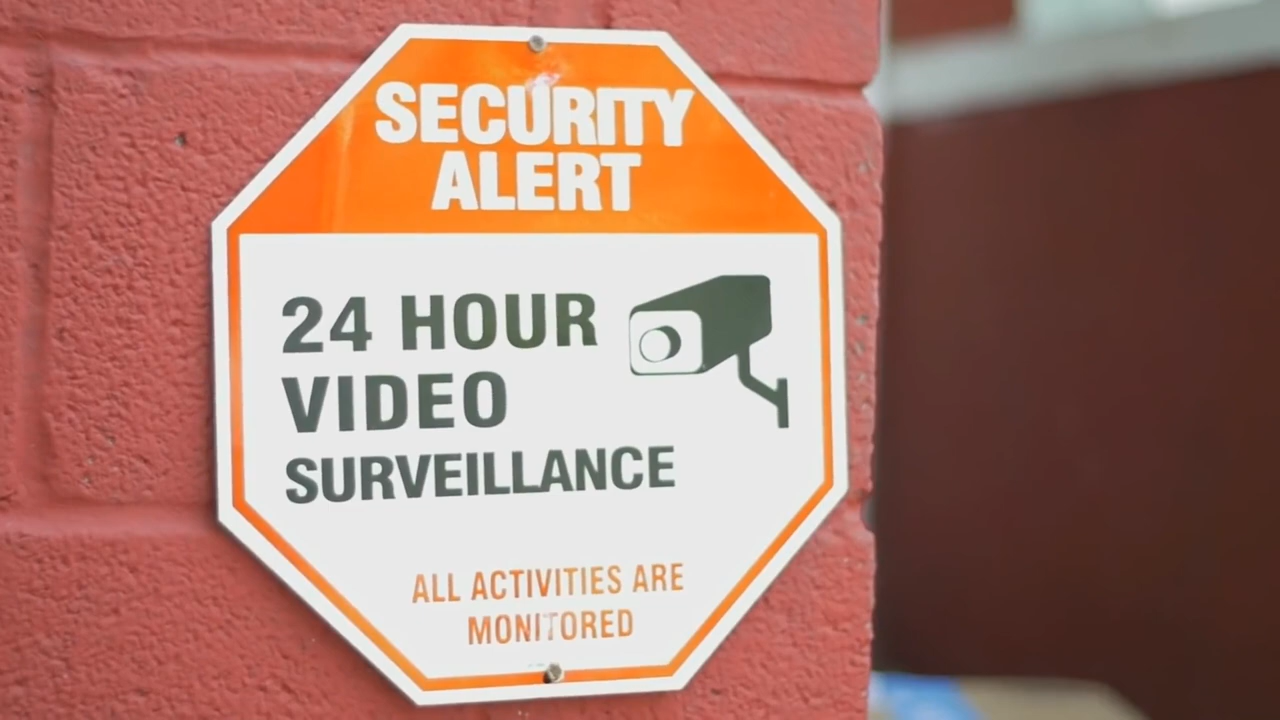 SECURITY
ALERT
24 HOUR
VIDEO
SURVEILLANCE
ALL ACTIVITIES ARE
MONITORED